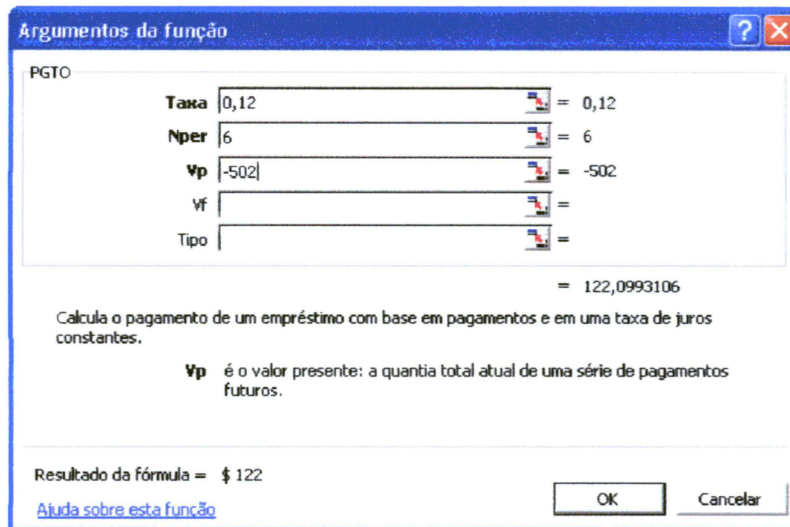 Argumentos da função
PGTO
Taxa 0,12 = 0,12
Nper 6 = 6
Vp -502 = -502
Vf =
Tipo =
= 122,0993106
Calcula o pagamento de um empréstimo com base em pagamentos e em uma taxa de juros
constantes.
Vp é o valor presente: a quantia total atual de uma série de pagamentos
futuros.
Resultado da fórmula = $ 122
Ajuda sobre esta função
OK Cancelar